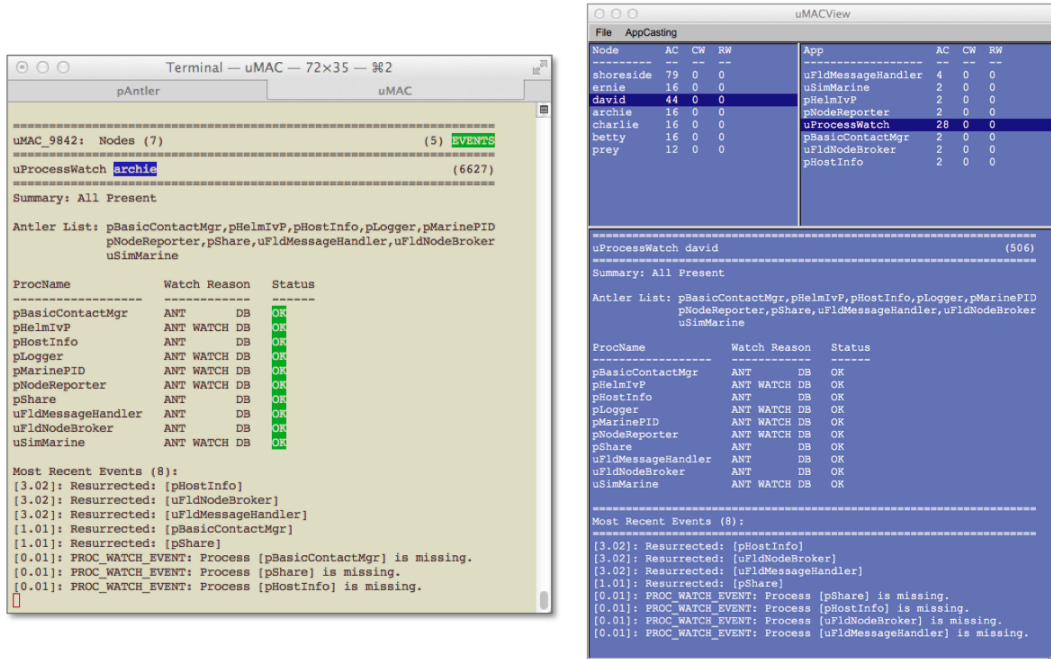 Terminal — uMAC — 72×35 — ⌘2
pAntler uMAC
=========================================================
uMAC_9842: Nodes (7) (5) EVENTS
=========================================================
uProcessWatch archie (6627)
=========================================================
Summary: All Present
Antler List: pBasicContactMgr,pHelmIvP,pHostInfo,pLogger,pMarinePID
pNodeReporter,pShare,uFldMessageHandler,uFldNodeBroker
uSimMarine
ProcName Watch Reason Status
------------------- ------------ ------
pBasicContactMgr ANT DB OK
pHelmIvP ANT WATCH DB OK
pHostInfo ANT DB OK
pLogger ANT WATCH DB OK
pMarinePID ANT WATCH DB OK
pNodeReporter ANT WATCH DB OK
pShare ANT DB OK
uFldMessageHandler ANT DB OK
uFldNodeBroker ANT DB OK
uSimMarine ANT WATCH DB OK
Most Recent Events (8):
[3.02]: Resurrected: [pHostInfo]
[3.02]: Resurrected: [uFldNodeBroker]
[3.02]: Resurrected: [uFldMessageHandler]
[1.01]: Resurrected: [pBasicContactMgr]
[1.01]: Resurrected: [pShare]
[0.01]: PROC_WATCH_EVENT: Process [pBasicContactMgr] is missing.
[0.01]: PROC_WATCH_EVENT: Process [pShare] is missing.
[0.01]: PROC_WATCH_EVENT: Process [pHostInfo] is missing.
uMACView
File AppCasting
Node AC CW RW
--------- -- -- --
shoreside 79 0 0
ernie 16 0 0
david 44 0 0
archie 16 0 0
charlie 16 0 0
betty 16 0 0
prey 12 0 0
App AC CW RW
------------------ -- -- --
uFldMessageHandler 4 0 0
uSimMarine 2 0 0
pHelmIvP 2 0 0
pNodeReporter 2 0 0
uProcessWatch 28 0 0
pBasicContactMgr 2 0 0
uFldNodeBroker 2 0 0
pHostInfo 2 0 0
=========================================================
uProcessWatch david (506)
=========================================================
Summary: All Present
Antler List: pBasicContactMgr,pHelmIvP,pHostInfo,pLogger,pMarinePID
pNodeReporter,pShare,uFldMessageHandler,uFldNodeBroker
uSimMarine
ProcName Watch Reason Status
------------------- ------------ ------
pBasicContactMgr ANT DB OK
pHelmIvP ANT WATCH DB OK
pHostInfo ANT DB OK
pLogger ANT WATCH DB OK
pMarinePID ANT WATCH DB OK
pNodeReporter ANT WATCH DB OK
pShare ANT DB OK
uFldMessageHandler ANT DB OK
uFldNodeBroker ANT DB OK
uSimMarine ANT WATCH DB OK
=========================================================
Most Recent Events (8):
=========================================================
[3.02]: Resurrected: [pHostInfo]
[3.02]: Resurrected: [uFldNodeBroker]
[3.02]: Resurrected: [uFldMessageHandler]
[1.01]: Resurrected: [pShare]
[0.01]: PROC_WATCH_EVENT: Process [pShare] is missing.
[0.01]: PROC_WATCH_EVENT: Process [pHostInfo] is missing.
[0.01]: PROC_WATCH_EVENT: Process [uFldNodeBroker] is missing.
[0.01]: PROC_WATCH_EVENT: Process [uFldMessageHandler] is missing.